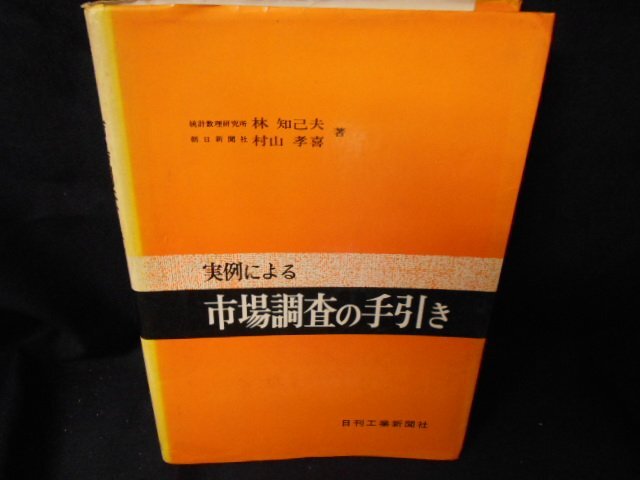 統計数理研究所 林 知己夫
朝日新聞社 村山 孝喜 著
実例による
市場調査の手引き
日刊工業新聞社